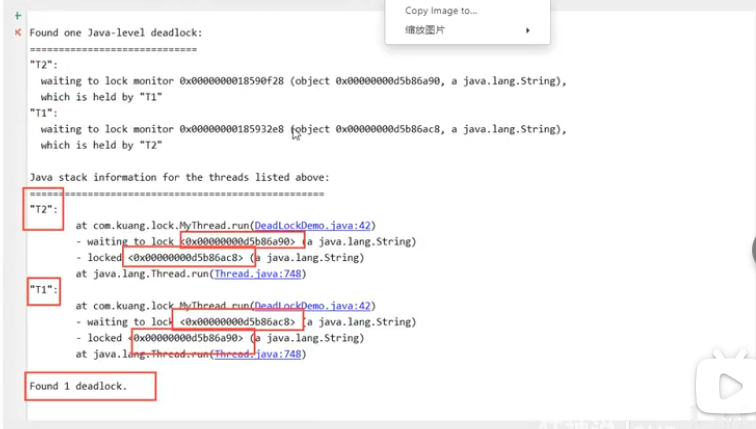 Copy Image to...
缩放图片
Found one Java-level deadlock:
=============================
"T2":
waiting to lock monitor 0x0000000018590f28 (object 0x00000000d5b86a90, a java.lang.String),
which is held by "T1"
"T1":
waiting to lock monitor 0x00000000185932e8 (object 0x00000000d5b86ac8, a java.lang.String),
which is held by "T2"
Java stack information for the threads listed above:
===================================================
"T2":
at com.kuang.lock.MyThread.run(DeadLockDemo.java:42)
- waiting to lock <0x00000000d5b86a90> (a java.lang.String)
- locked <0x00000000d5b86ac8> (a java.lang.String)
at java.lang.Thread.run(Thread.java:748)
"T1":
at com.kuang.lock.MyThread.run(DeadLockDemo.java:42)
- waiting to lock <0x00000000d5b86ac8> (a java.lang.String)
- locked <0x00000000d5b86a90> (a java.lang.String)
at java.lang.Thread.run(Thread.java:748)
Found 1 deadlock.